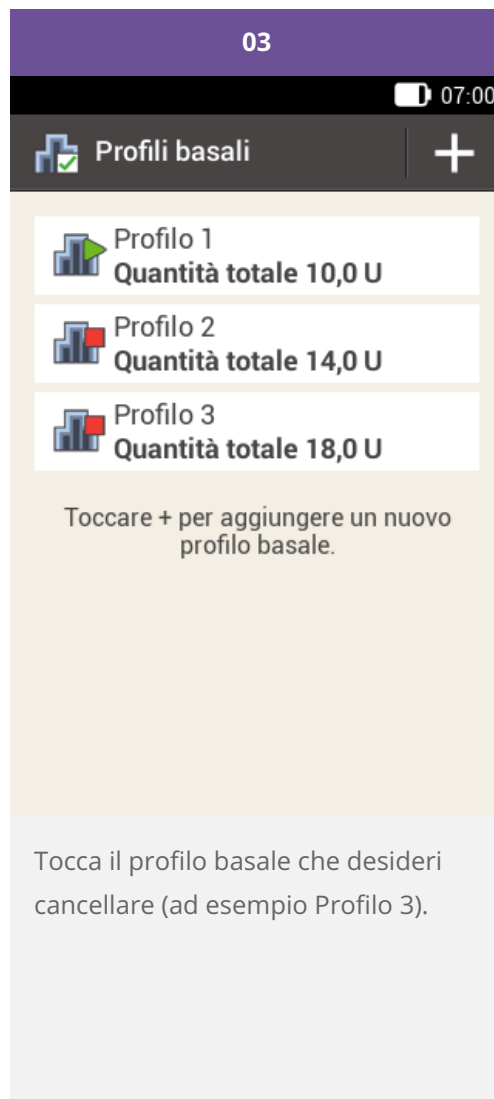 03
07:00
Profili basali
Profilo 1
Quantità totale 10,0 U
Profilo 2
Quantità totale 14,0 U
Profilo 3
Quantità totale 18,0 U
Toccare + per aggiungere un nuovo
profilo basale.
Tocca il profilo basale che desideri
cancellare (ad esempio Profilo 3).